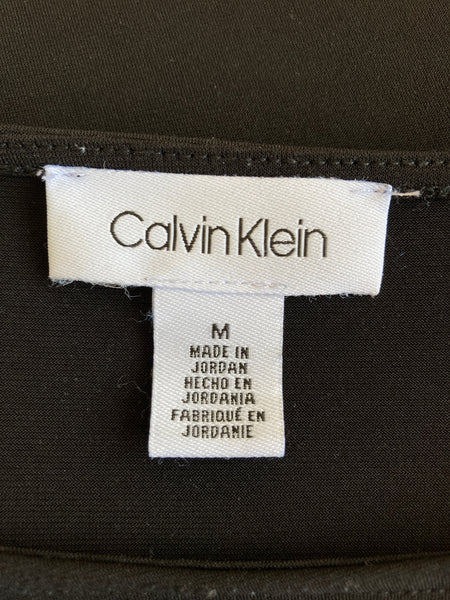 Calvin Klein
M
MADE IN
JORDAN
HECHO EN
JORDANIA
FABRIQUÉ EN
JORDANIE